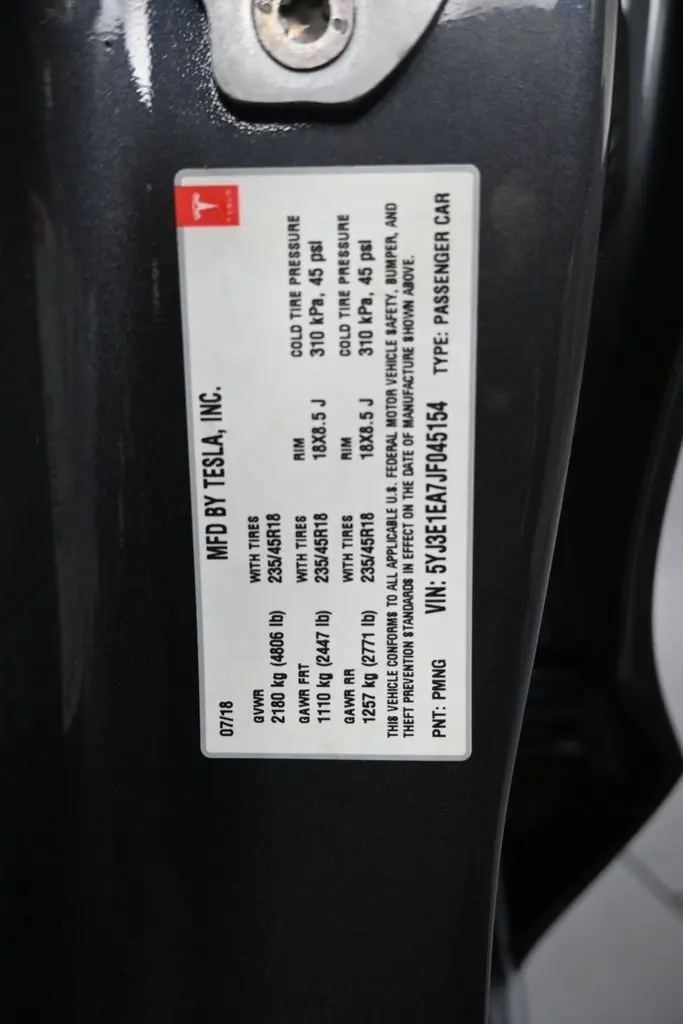 TESLA
MFD BY TESLA, INC.
07/18
GVWR WITH TIRES
2180 kg (4806 lb) 235/45R18
GAWR FRT WITH TIRES RIM COLD TIRE PRESSURE
1110 kg (2447 lb) 235/45R18 18X8.5 J 310 kPa, 45 psi
GAWR RR WITH TIRES RIM COLD TIRE PRESSURE
1257 kg (2771 lb) 235/45R18 18X8.5 J 310 kPa, 45 psi
THIS VEHICLE CONFORMS TO ALL APPLICABLE U.S. FEDERAL MOTOR VEHICLE SAFETY, BUMPER, AND
THEFT PREVENTION STANDARDS IN EFFECT ON THE DATE OF MANUFACTURE SHOWN ABOVE.
PNT: PMNG VIN: 5YJ3E1EA7JF045154 TYPE: PASSENGER CAR